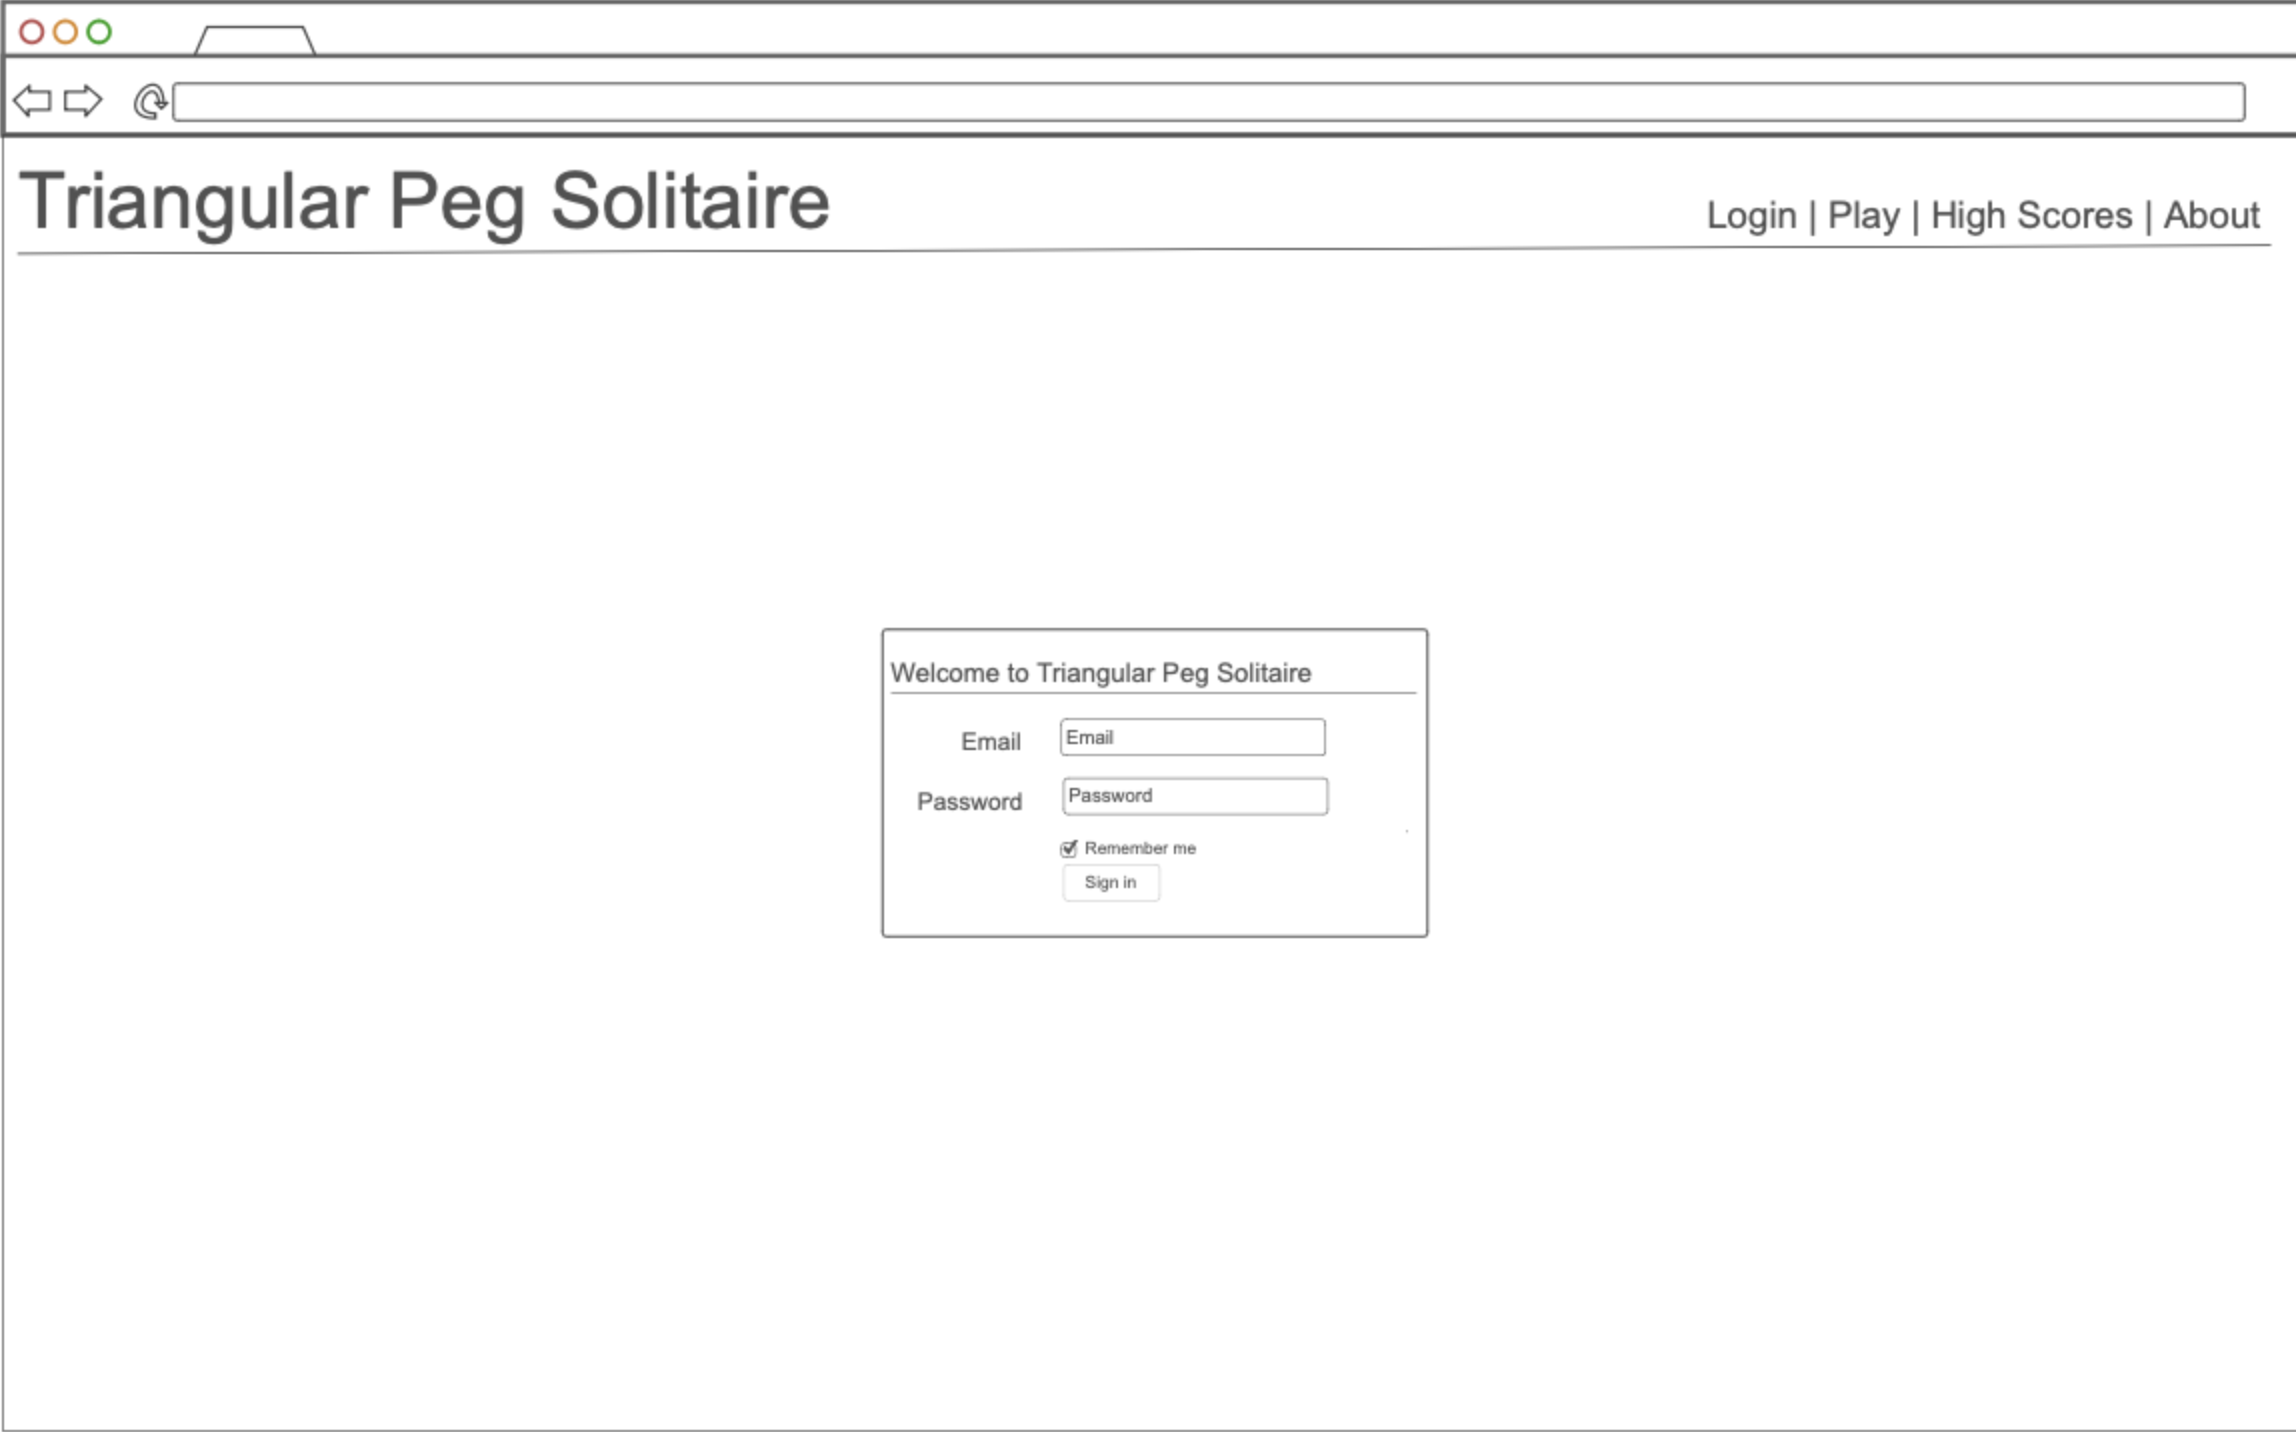 Triangular Peg Solitaire
Login | Play | High Scores | About
Welcome to Triangular Peg Solitaire
Email
Email
Password
Password
Remember me
Sign in